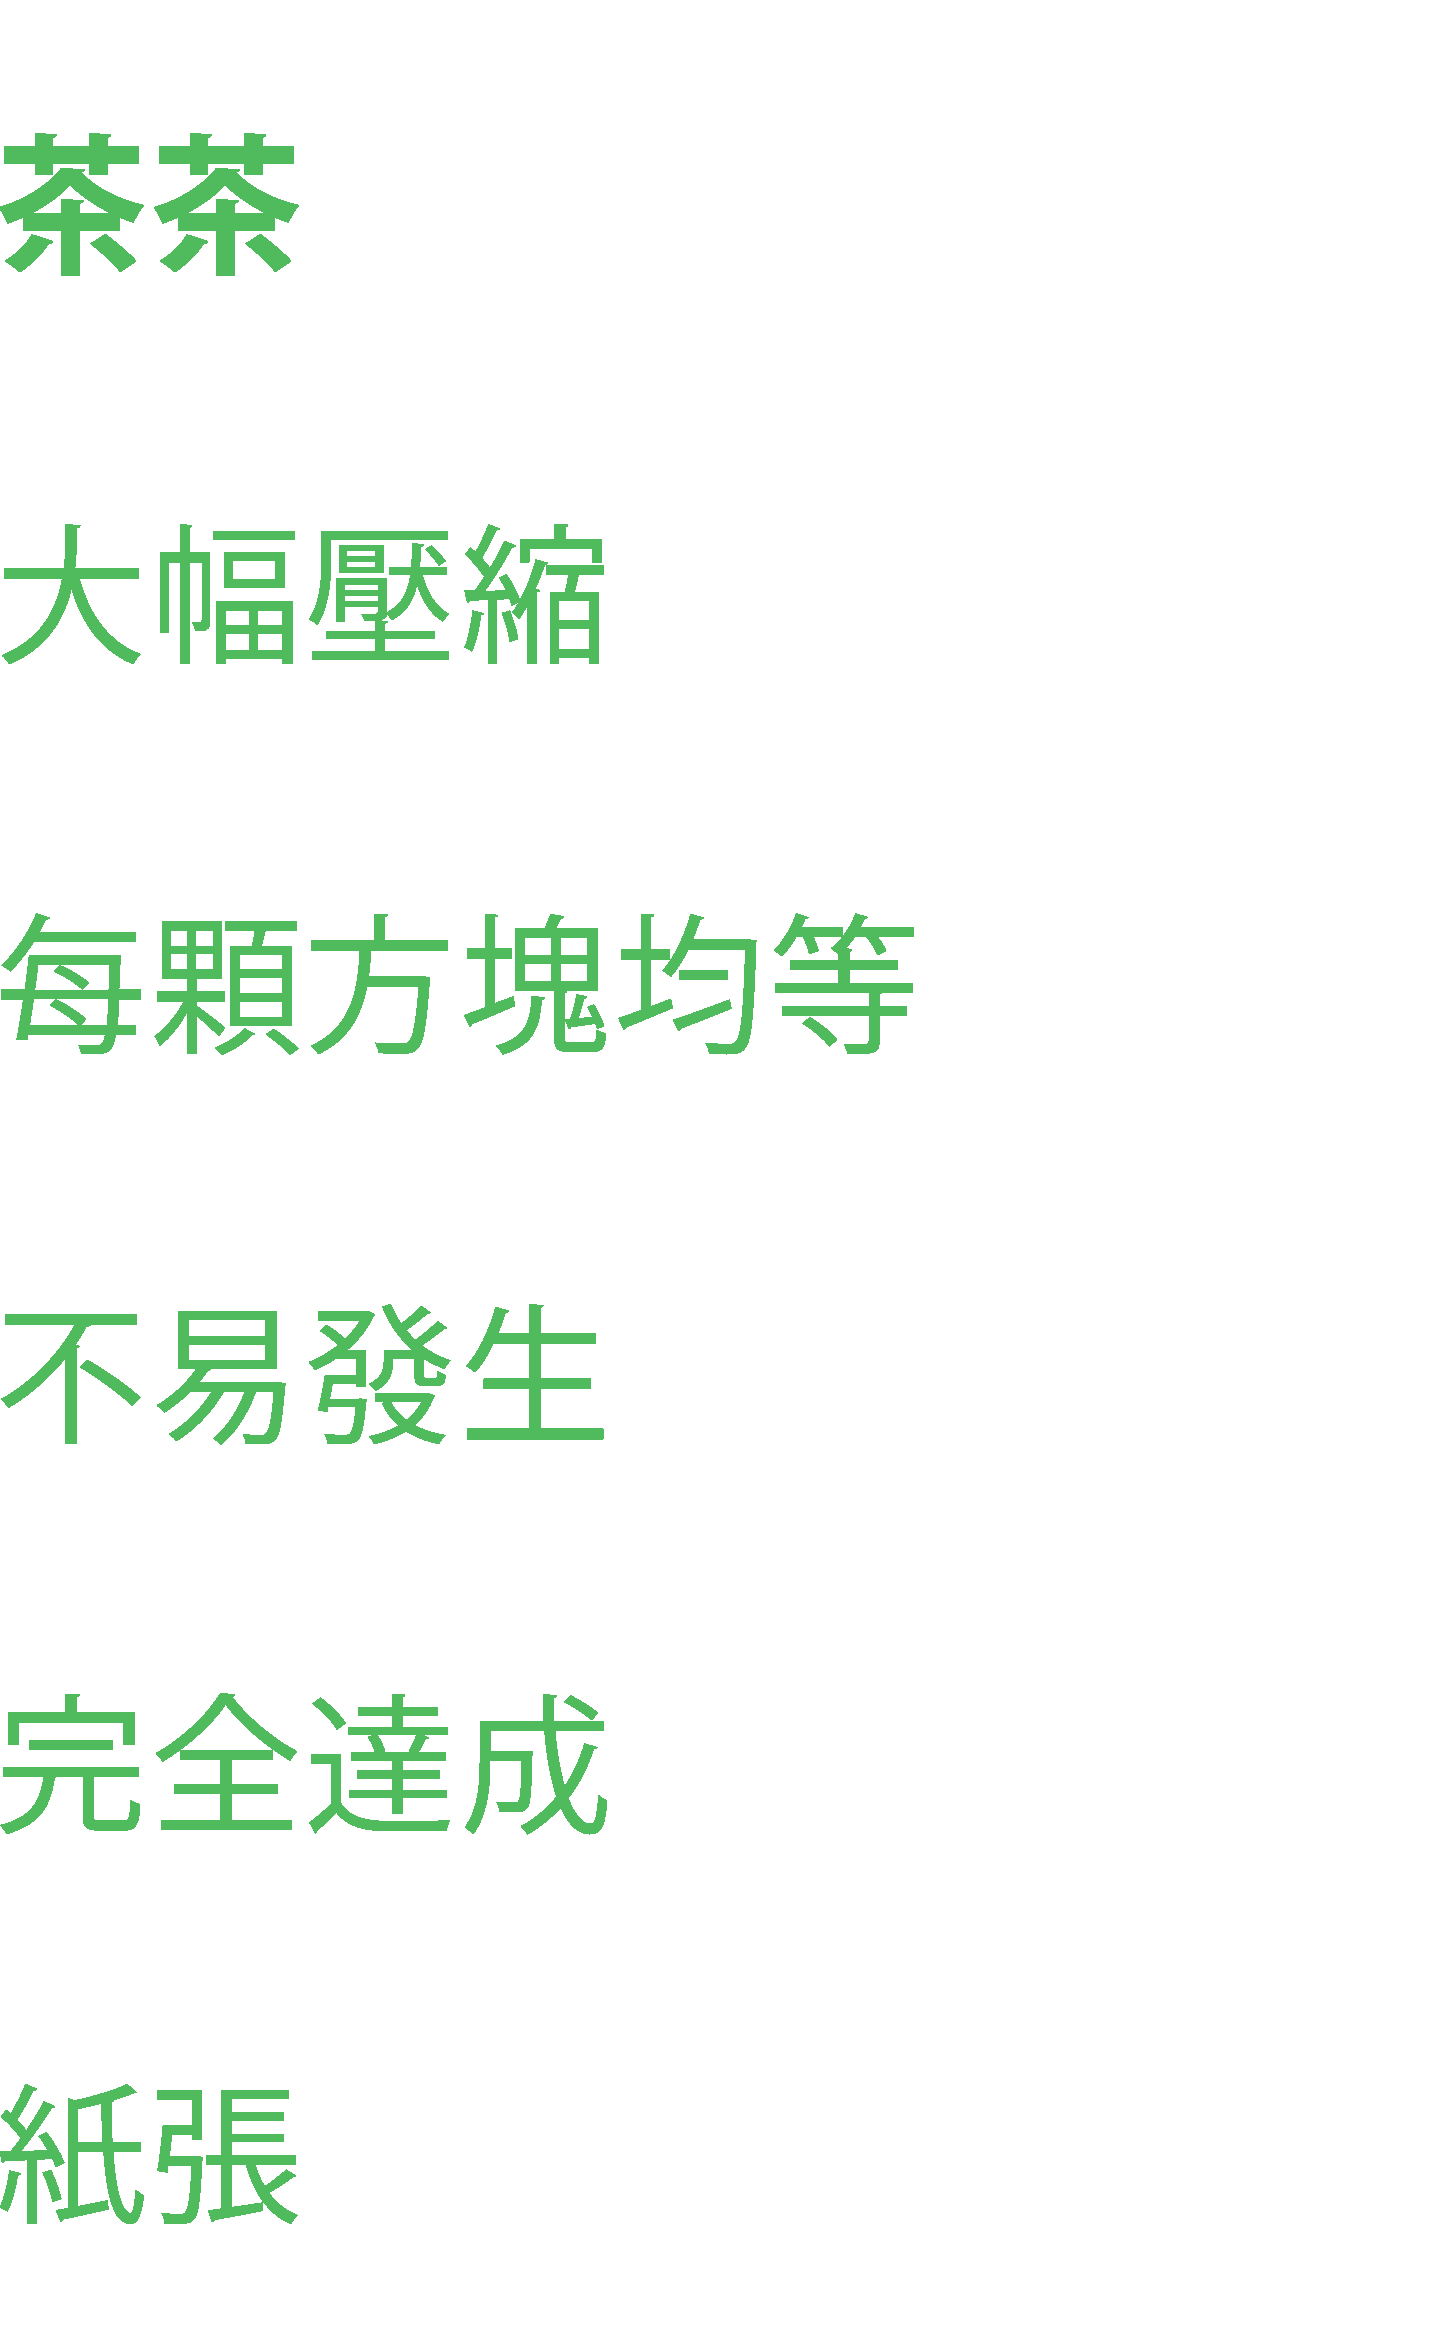 茶茶
大幅壓縮
每顆方塊均等
不易發生
完全達成
紙張